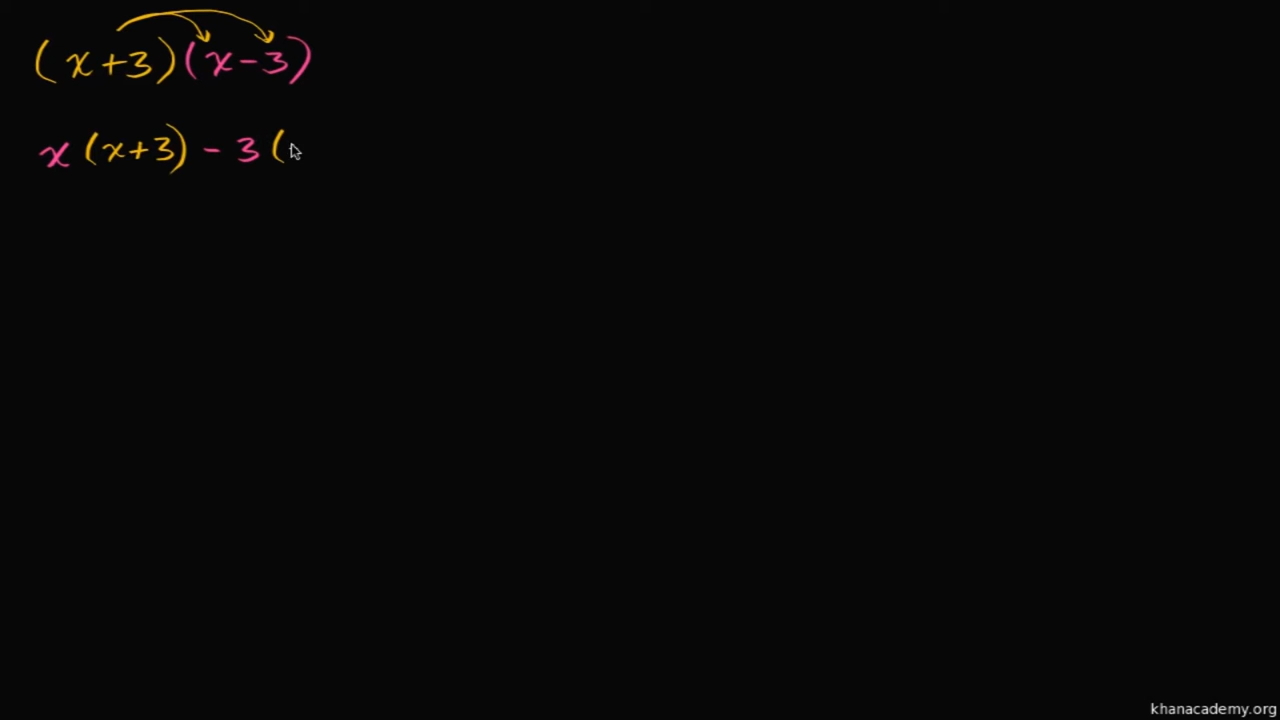 (x+3)(x-3)
x(x+3) - 3(
khanacademy.org